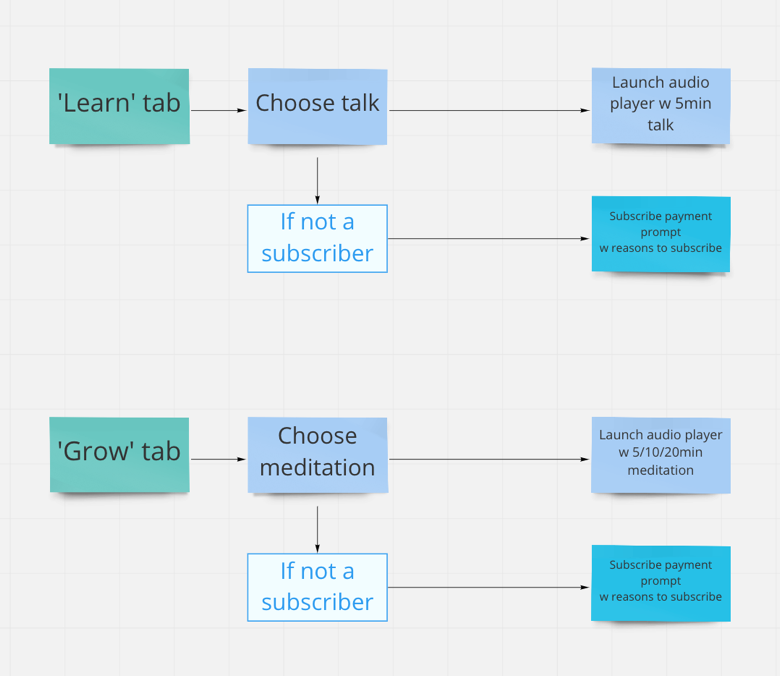 'Learn' tab
Choose talk
Launch audio
player w 5min
talk
If not a
subscriber
Subscribe payment
prompt
w reasons to subscribe
'Grow' tab
Choose
meditation
Launch audio player
w 5/10/20min
meditation
If not a
subscriber
Subscribe payment
prompt
w reasons to subscribe